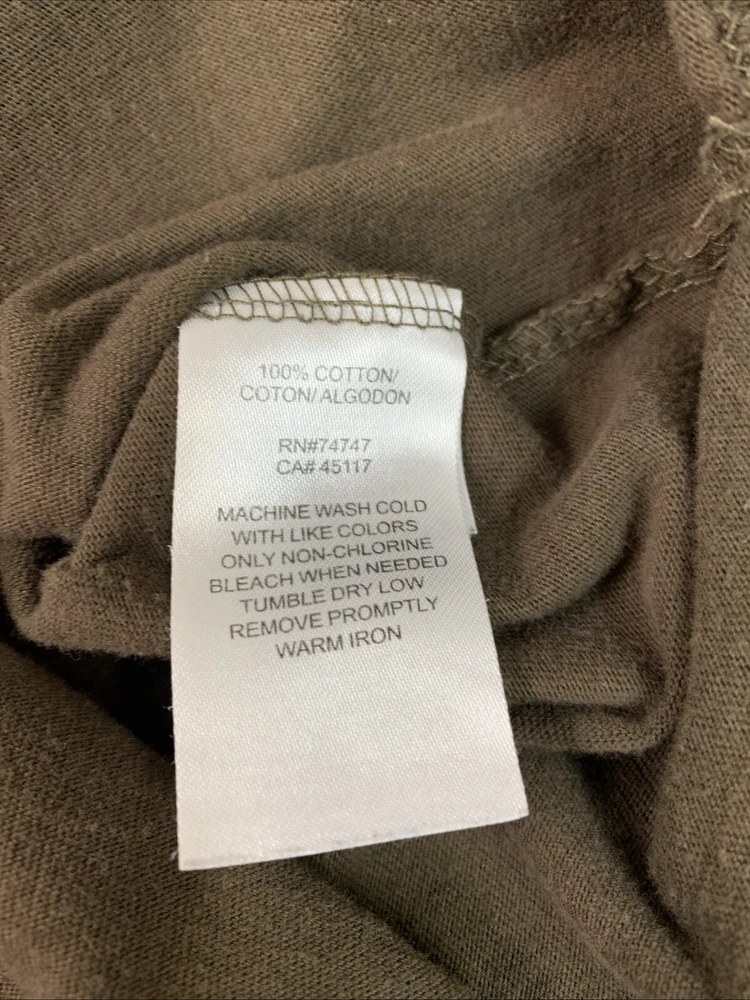 100% COTTON/
COTON/ALGODON
RN#74747
CA# 45117
MACHINE WASH COLD
WITH LIKE COLORS
ONLY NON-CHLORINE
BLEACH WHEN NEEDED
TUMBLE DRY LOW
REMOVE PROMPTLY
WARM IRON